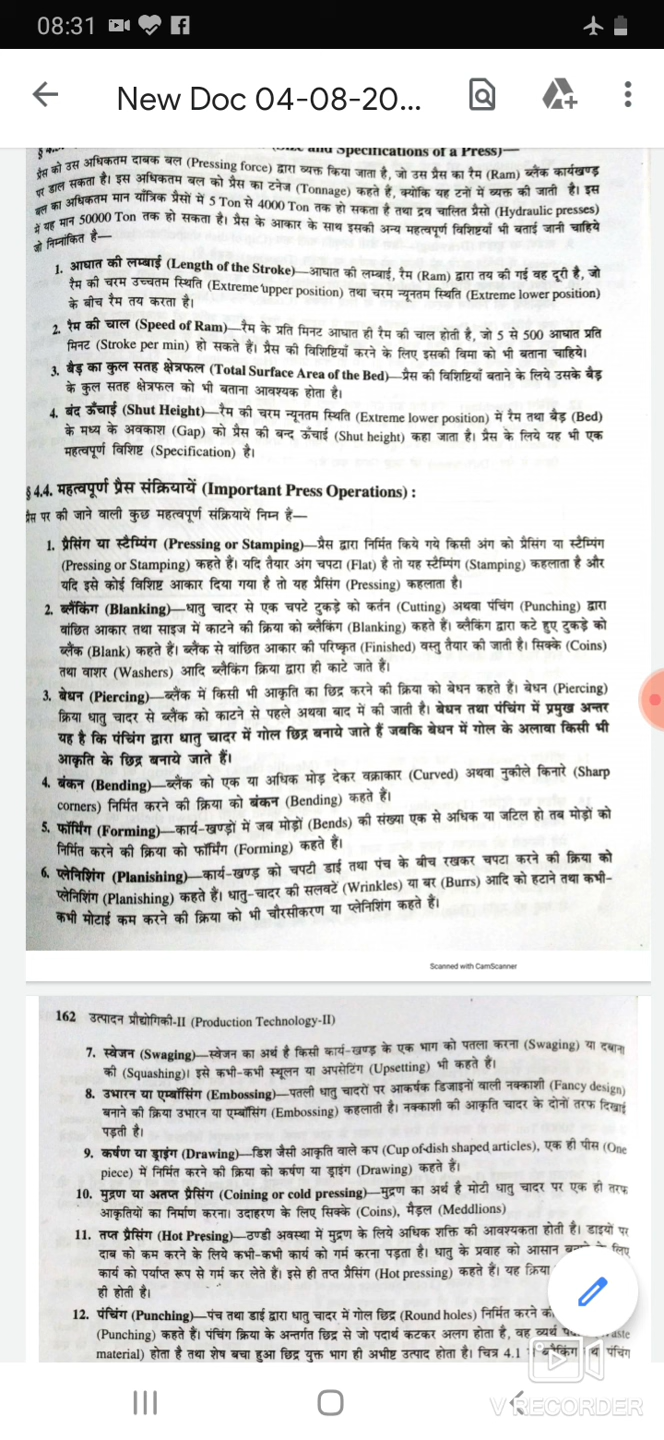 08:31
New Doc 04-08-20...
and Specifications of a Press)—
प्रैस को उस अधिकतम दाबक बल (Pressing force) द्वारा व्यक्त किया जाता है, जो उस प्रैस का रैम (Ram) ब्लैंक कार्यखण्ड
पर डाल सकता है। इस अधिकतम बल को प्रैस का टनेज (Tonnage) कहते हैं, क्योंकि यह टनों में व्यक्त की जाती है। इस
बल का अधिकतम मान यांत्रिक प्रैसों में 5 Ton से 4000 Ton तक हो सकता है तथा द्रव चालित प्रैसो (Hydraulic presses)
में यह मान 50000 Ton तक हो सकता है। प्रैस के आकार के साथ इसकी अन्य महत्वपूर्ण विशिष्टियाँ भी बताई जानी चाहिये
जो निम्नांकित है—
1. आघात की लम्बाई (Length of the Stroke)—आघात की लम्बाई, रैम (Ram) द्वारा तय की गई वह दूरी है, जो
रैम की चरम उच्चतम स्थिति (Extreme upper position) तथा चरम न्यूनतम स्थिति (Extreme lower position)
के बीच रैम तय करता है।
2. रैम की चाल (Speed of Ram)—रैम के प्रति मिनट आघात ही रैम की चाल होती है, जो 5 से 500 आघात प्रति
मिनट (Stroke per min) हो सकते हैं। प्रैस की विशिष्टियाँ करने के लिए इसकी विमा को भी बताना चाहिये।
3. बैड़ का कुल सतह क्षेत्रफल (Total Surface Area of the Bed)—प्रैस की विशिष्टियाँ बताने के लिये उसके बैड़
के कुल सतह क्षेत्रफल को भी बताना आवश्यक होता है।
4. बंद ऊँचाई (Shut Height)—रैम की चरम न्यूनतम स्थिति (Extreme lower position) में रैम तथा बैड़ (Bed)
के मध्य के अवकाश (Gap) को प्रैस की बन्द ऊँचाई (Shut height) कहा जाता है। प्रैस के लिये यह भी एक
महत्वपूर्ण विशिष्ट (Specification) है।
§ 4.4. महत्वपूर्ण प्रैस संक्रियायें (Important Press Operations) :
प्रैस पर की जाने वाली कुछ महत्वपूर्ण संक्रियायें निम्न हैं—
1. प्रैसिंग या स्टैम्पिंग (Pressing or Stamping)—प्रैस द्वारा निर्मित किये गये किसी अंग को प्रैसिंग या स्टैम्पिंग
(Pressing or Stamping) कहते हैं। यदि तैयार अंग चपटा (Flat) है तो यह स्टैम्पिंग (Stamping) कहलाता है और
यदि इसे कोई विशिष्ट आकार दिया गया है तो यह प्रैसिंग (Pressing) कहलाता है।
2. ब्लैंकिंग (Blanking)—धातु चादर से एक चपटे टुकड़े को कर्तन (Cutting) अथवा पंचिंग (Punching) द्वारा
वांछित आकार तथा साइज में काटने की क्रिया को ब्लैंकिंग (Blanking) कहते हैं। ब्लैंकिंग द्वारा कटे हुए टुकड़े को
ब्लैंक (Blank) कहते हैं। ब्लैंक से वांछित आकार की परिष्कृत (Finished) वस्तु तैयार की जाती है। सिक्के (Coins)
तथा वाशर (Washers) आदि ब्लैंकिंग क्रिया द्वारा ही काटे जाते हैं।
3. बेधन (Piercing)—ब्लैंक में किसी भी आकृति का छिद्र करने की क्रिया को बेधन कहते हैं। बेधन (Piercing)
क्रिया धातु चादर से ब्लैंक को काटने से पहले अथवा बाद में की जाती है। बेधन तथा पंचिंग में प्रमुख अन्तर
यह है कि पंचिंग द्वारा धातु चादर में गोल छिद्र बनाये जाते हैं जबकि बेधन में गोल के अलावा किसी भी
आकृति के छिद्र बनाये जाते हैं।
4. बंकन (Bending)—ब्लैंक को एक या अधिक मोड़ देकर वक्राकार (Curved) अथवा नुकीले किनारे (Sharp
corners) निर्मित करने की क्रिया को बंकन (Bending) कहते हैं।
5. फॉर्मिंग (Forming)—कार्य-खण्ड़ों में जब मोड़ों (Bends) की संख्या एक से अधिक या जटिल हो तब मोड़ों को
निर्मित करने की क्रिया को फॉर्मिंग (Forming) कहते हैं।
6. प्लेनिशिंग (Planishing)—कार्य-खण्ड को चपटी डाई तथा पंच के बीच रखकर चपटा करने की क्रिया को
प्लेनिशिंग (Planishing) कहते हैं। धातु-चादर की सलवटें (Wrinkles) या बर (Burrs) आदि को हटाने तथा कभी-
कभी मोटाई कम करने की क्रिया को भी चौरसीकरण या प्लेनिशिंग कहते हैं।
Scanned with CamScanner
162 उत्पादन प्रौद्योगिकी-II (Production Technology-II)
7. स्वेजन (Swaging)—स्वेजन का अर्थ है किसी कार्य-खण्ड के एक भाग को पतला करना (Swaging) या दबाना
की (Squashing)। इसे कभी-कभी स्थूलन या अपसेटिंग (Upsetting) भी कहते हैं।
8. उभारन या एम्बॉसिंग (Embossing)—पतली धातु चादरों पर आकर्षक डिजाइनों वाली नक्काशी (Fancy design)
बनाने की क्रिया उभारन या एम्बॉसिंग (Embossing) कहलाती है। नक्काशी की आकृति चादर के दोनों तरफ दिखाई
पड़ती है।
9. कर्षण या ड्राइंग (Drawing)—डिश जैसी आकृति वाले कप (Cup of dish shaped articles), एक ही पीस (One
piece) में निर्मित करने की क्रिया को कर्षण या ड्राइंग (Drawing) कहते हैं।
10. मुद्रण या अतप्त प्रैसिंग (Coining or cold pressing)—मुद्रण का अर्थ है मोटी धातु चादर पर एक ही तरफ
आकृतियों का निर्माण करना। उदाहरण के लिए सिक्के (Coins), मैड़ल (Meddlions)
11. तप्त प्रैसिंग (Hot Presing)—ठण्डी अवस्था में मुद्रण के लिये अधिक शक्ति की आवश्यकता होती है। डाइयों पर
दाब को कम करने के लिये कभी-कभी कार्य को गर्म करना पड़ता है। धातु के प्रवाह को आसान लिए
कार्य को पर्याप्त रूप से गर्म कर लेते हैं। इसे ही तप्त प्रैसिंग (Hot pressing) कहते हैं। यह क्रिया
ही होती है।
12. पंचिंग (Punching)—पंच तथा डाई द्वारा धातु चादर में गोल छिद्र (Round holes) निर्मित करने
(Punching) कहते हैं। पंचिंग क्रिया के अन्तर्गत छिद्र से जो पदार्थ कटकर अलग होता है, वह व्यर्थ
material) होता है तथा शेष बचा हुआ छिद्र युक्त भाग ही अभीष्ट उत्पाद होता है। चित्र 4.1 पंचिंग
V RECORDER